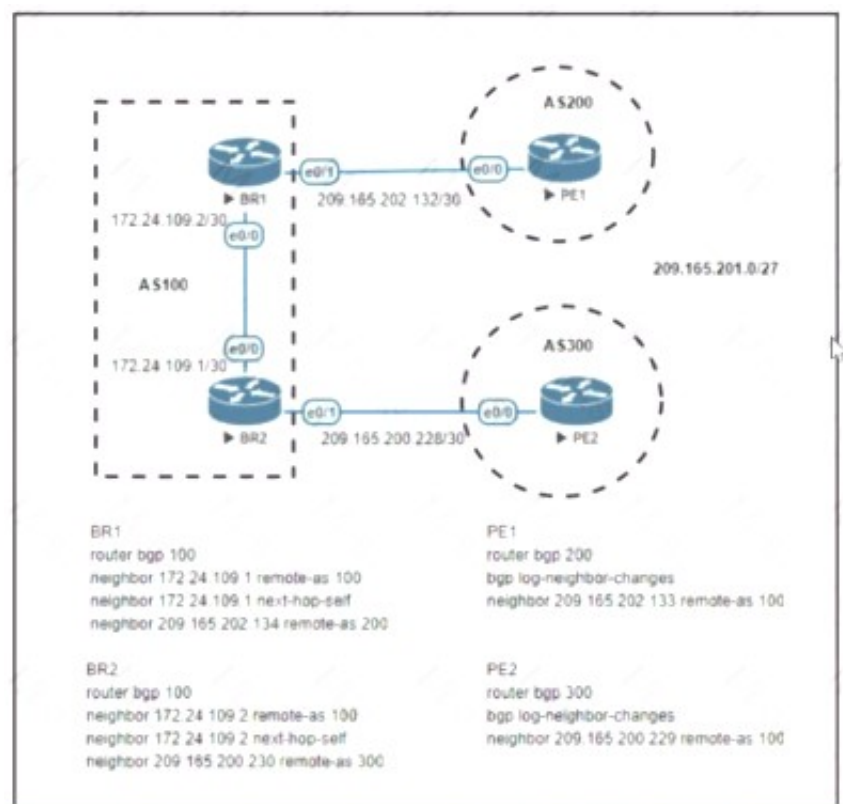 AS200
e0/1
e0/0
▶ BR1
▶ PE1
209.165.202.132/30
172.24.109.2/30
e0/0
209.165.201.0/27
AS100
e0/0
AS300
172.24.109.1/30
e0/1
e0/0
▶ BR2
209.165.200.228/30
▶ PE2
BR1
router bgp 100
neighbor 172.24.109.1 remote-as 100
neighbor 172.24.109.1 next-hop-self
neighbor 209.165.202.134 remote-as 200
PE1
router bgp 200
bgp log-neighbor-changes
neighbor 209.165.202.133 remote-as 100
BR2
router bgp 100
neighbor 172.24.109.2 remote-as 100
neighbor 172.24.109.2 next-hop-self
neighbor 209.165.200.230 remote-as 300
PE2
router bgp 300
bgp log-neighbor-changes
neighbor 209.165.200.229 remote-as 100